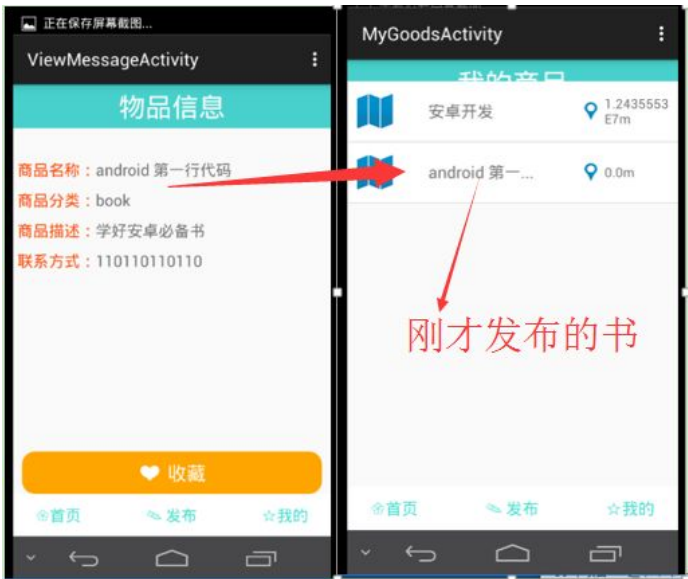 正在保存屏幕截图...
ViewMessageActivity
物品信息
商品名称：android 第一行代码
商品分类：book
商品描述：学好安卓必备书
联系方式：110110110110
收藏
首页
发布
☆我的
MyGoodsActivity
我的商品
安卓开发
1.2435553
E7m
android 第一...
0.0m
刚才发布的书
首页
发布
☆我的